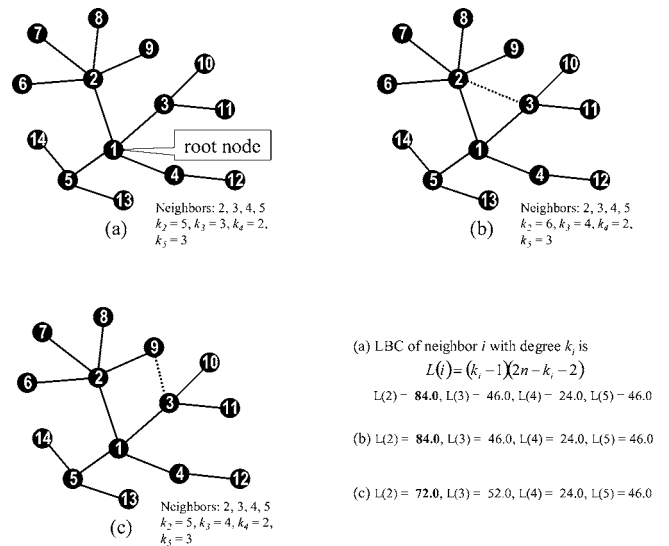 8
7
9
2
10
6
3
11
14
1
root node
5
4
12
13
Neighbors: 2, 3, 4, 5
k2 = 5, k3 = 3, k4 = 2,
k5 = 3
(a)
8
7
9
2
10
6
3
11
14
1
5
4
12
13
Neighbors: 2, 3, 4, 5
k2 = 6, k3 = 4, k4 = 2,
k5 = 3
(b)
8
7
9
10
2
6
3
11
14
1
5
4
12
13
Neighbors: 2, 3, 4, 5
k2 = 5, k3 = 4, k4 = 2,
k5 = 3
(c)
(a) LBC of neighbor i with degree ki is
L(i)=(ki −1)(2n−ki −2)
L(2) = 84.0, L(3) = 46.0, L(4) = 24.0, L(5) = 46.0
(b) L(2) = 84.0, L(3) = 46.0, L(4) = 24.0, L(5) = 46.0
(c) L(2) = 72.0, L(3) = 52.0, L(4) = 24.0, L(5) = 46.0